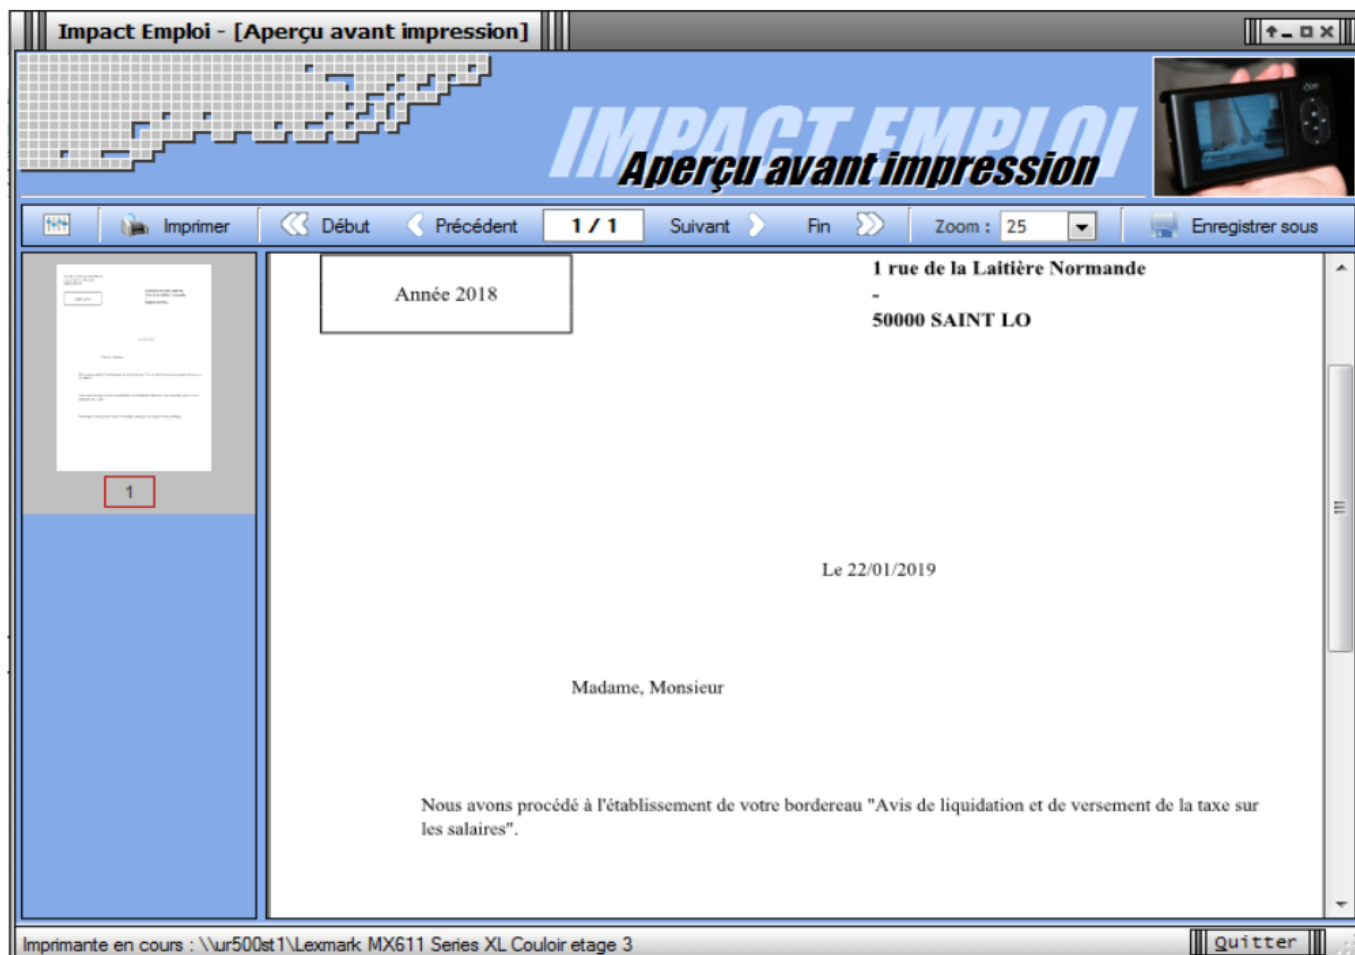 Impact Emploi - [Aperçu avant impression]
IMPACT EMPLOI
Aperçu avant impression
Imprimer Début Précédent 1 / 1 Suivant Fin Zoom : 25 Enregistrer sous
1
Année 2018
1 rue de la Laitière Normande
-
50000 SAINT LO
Le 22/01/2019
Madame, Monsieur
Nous avons procédé à l'établissement de votre bordereau "Avis de liquidation et de versement de la taxe sur
les salaires".
Imprimante en cours : \\ur500st1\Lexmark MX611 Series XL Couloir etage 3
Quitter